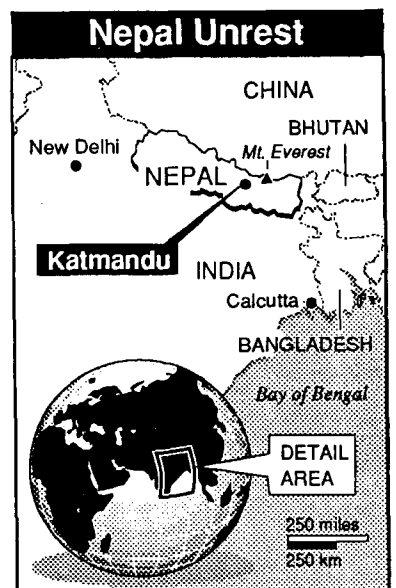 Nepal Unrest
CHINA
BHUTAN
New Delhi
Mt. Everest
NEPAL
Katmandu
INDIA
Calcutta
BANGLADESH
Bay of Bengal
DETAIL
AREA
250 miles
250 km